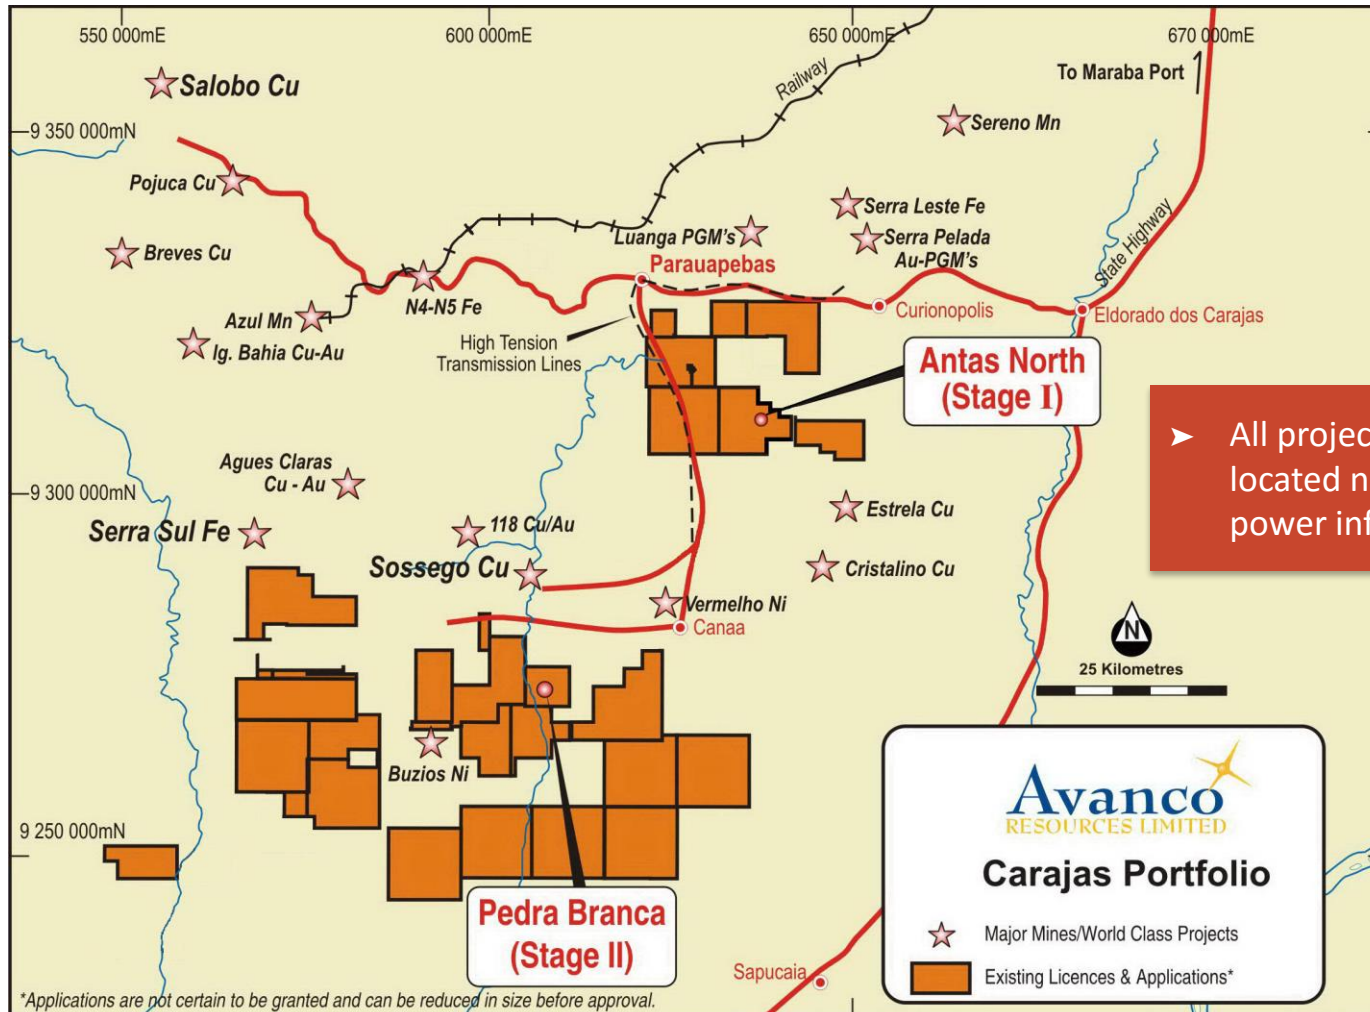 550 000mE
600 000mE
650 000mE
670 000mE
To Maraba Port
Railway
Salobo Cu
9 350 000mN
Sereno Mn
Pojuca Cu
Serra Leste Fe
Luanga PGM's
Serra Pelada
Au-PGM's
Breves Cu
Parauapebas
State Highway
N4-N5 Fe
Curionopolis
Eldorado dos Carajas
Azul Mn
Ig. Bahia Cu-Au
High Tension
Transmission Lines
Antas North
(Stage I)
➤ All projec
located n
power inf
Agues Claras
Cu - Au
9 300 000mN
Estrela Cu
Serra Sul Fe
118 Cu/Au
Sossego Cu
Cristalino Cu
Vermelho Ni
Canaa
N
25 Kilometres
Buzios Ni
9 250 000mN
Avanco
RESOURCES LIMITED
Carajas Portfolio
Major Mines/World Class Projects
Existing Licences & Applications*
Pedra Branca
(Stage II)
Sapucaia
*Applications are not certain to be granted and can be reduced in size before approval.